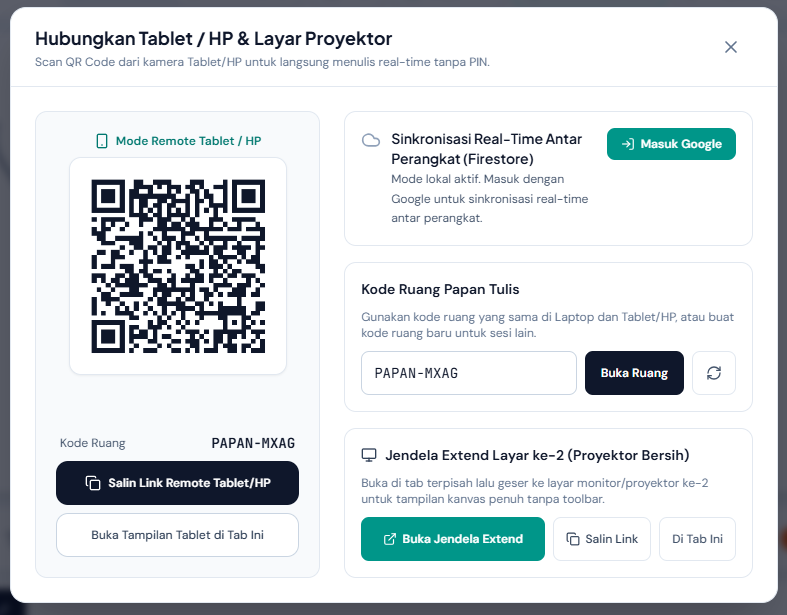 Hubungkan Tablet / HP & Layar Proyektor
Scan QR Code dari kamera Tablet/HP untuk langsung menulis real-time tanpa PIN.
Mode Remote Tablet / HP
Kode Ruang PAPAN-MXAG
Salin Link Remote Tablet/HP
Buka Tampilan Tablet di Tab Ini
Sinkronisasi Real-Time Antar
Perangkat (Firestore)
Mode lokal aktif. Masuk dengan
Google untuk sinkronisasi real-time
antar perangkat.
Masuk Google
Kode Ruang Papan Tulis
Gunakan kode ruang yang sama di Laptop dan Tablet/HP, atau buat
kode ruang baru untuk sesi lain.
PAPAN-MXAG
Buka Ruang
Jendela Extend Layar ke-2 (Proyektor Bersih)
Buka di tab terpisah lalu geser ke layar monitor/proyektor ke-2
untuk tampilan kanvas penuh tanpa toolbar.
Buka Jendela Extend
Salin Link
Di Tab Ini